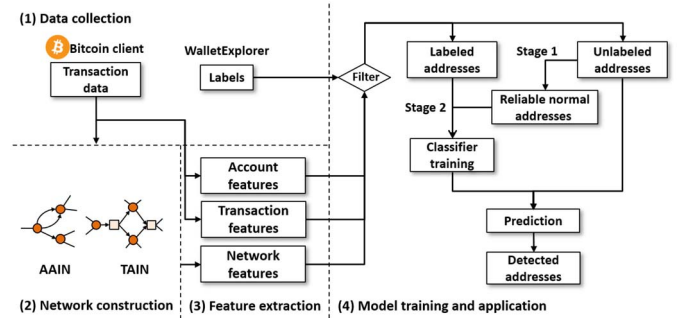 (1) Data collection
Bitcoin client
Transaction
data
WalletExplorer
Labels
Filter
Labeled
addresses
Stage 1
Unlabeled
addresses
Stage 2
Reliable normal
addresses
Classifier
training
Account
features
Transaction
features
Network
features
Prediction
Detected
addresses
AAIN
TAIN
(2) Network construction
(3) Feature extraction
(4) Model training and application